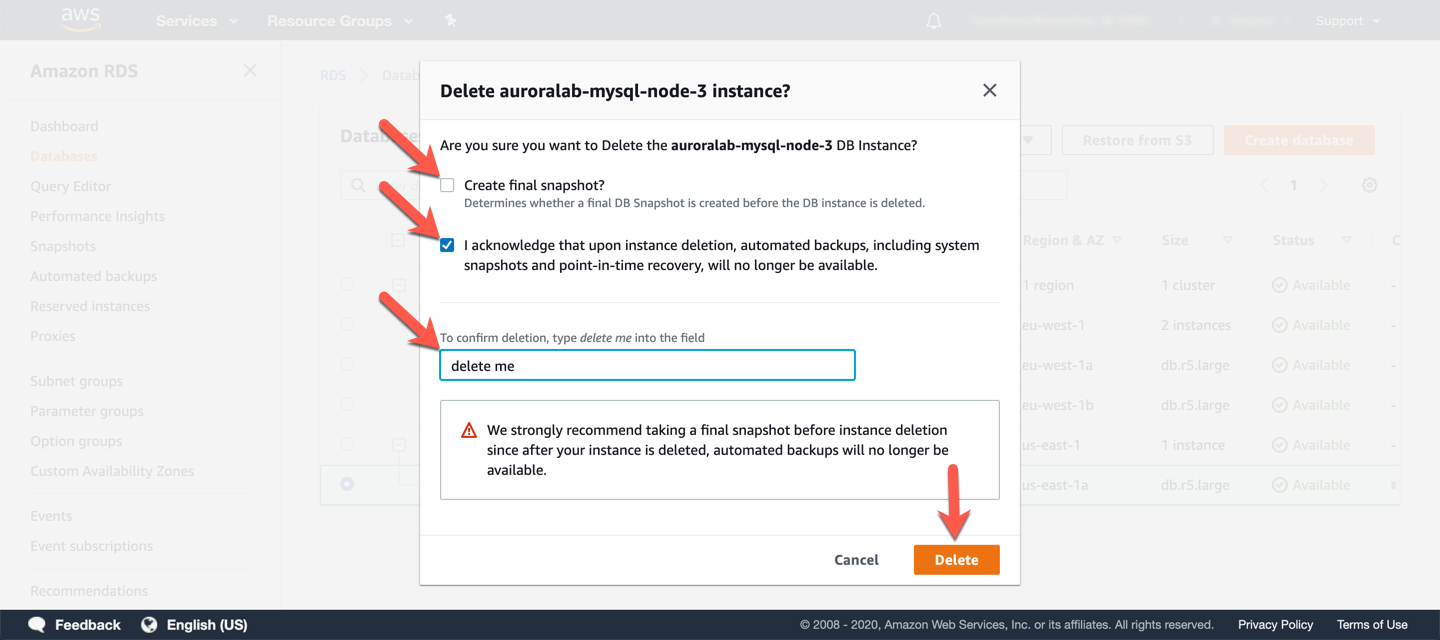 aws
Services
Resource Groups
Support
Amazon RDS
RDS
Databases
Restore from S3
Create database
1
Dashboard
Databases
Query Editor
Performance Insights
Snapshots
Automated backups
Reserved instances
Proxies
Subnet groups
Parameter groups
Option groups
Custom Availability Zones
Events
Event subscriptions
Recommendations
Delete auroralab-mysql-node-3 instance?
Are you sure you want to Delete the auroralab-mysql-node-3 DB Instance?
Create final snapshot?
Determines whether a final DB Snapshot is created before the DB instance is deleted.
I acknowledge that upon instance deletion, automated backups, including system
snapshots and point-in-time recovery, will no longer be available.
To confirm deletion, type delete me into the field
delete me
We strongly recommend taking a final snapshot before instance deletion
since after your instance is deleted, automated backups will no longer be
available.
Cancel
Delete
Region & AZ Size Status
1 region 1 cluster Available -
eu-west-1 2 instances Available -
eu-west-1a db.r5.large Available -
eu-west-1b db.r5.large Available -
us-east-1 1 instance Available -
us-east-1a db.r5.large Available
Feedback English (US) © 2008 - 2020, Amazon Web Services, Inc. or its affiliates. All rights reserved. Privacy Policy Terms of Use